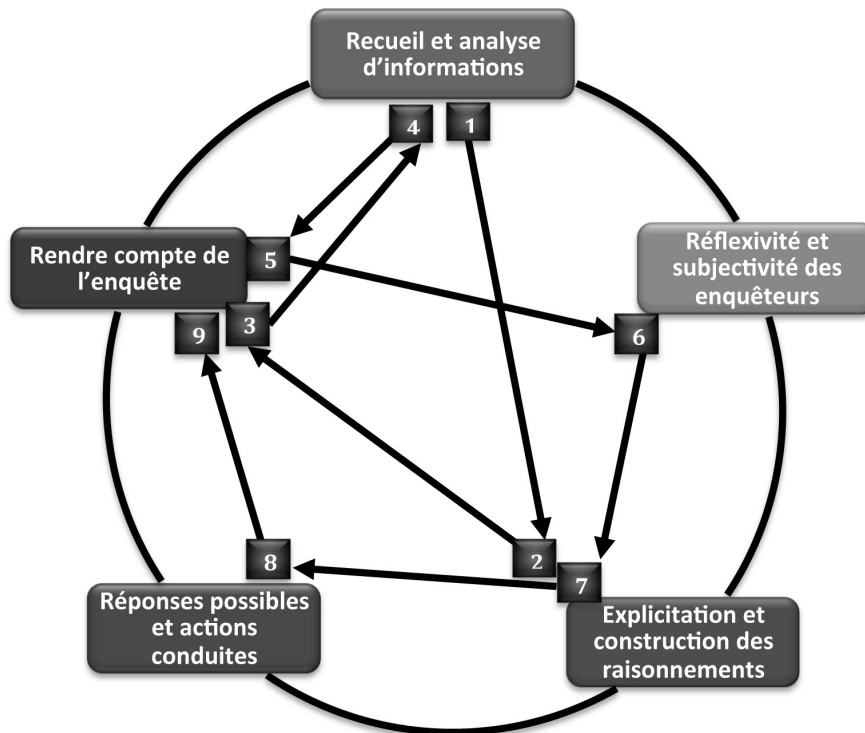 Recueil et analyse
d’informations
4
1
Rendre compte de
l’enquête
5
Réflexivité et
subjectivité des
enquêteurs
3
9
6
2
8
7
Réponses possibles
et actions
conduites
Explicitation et
construction des
raisonnements